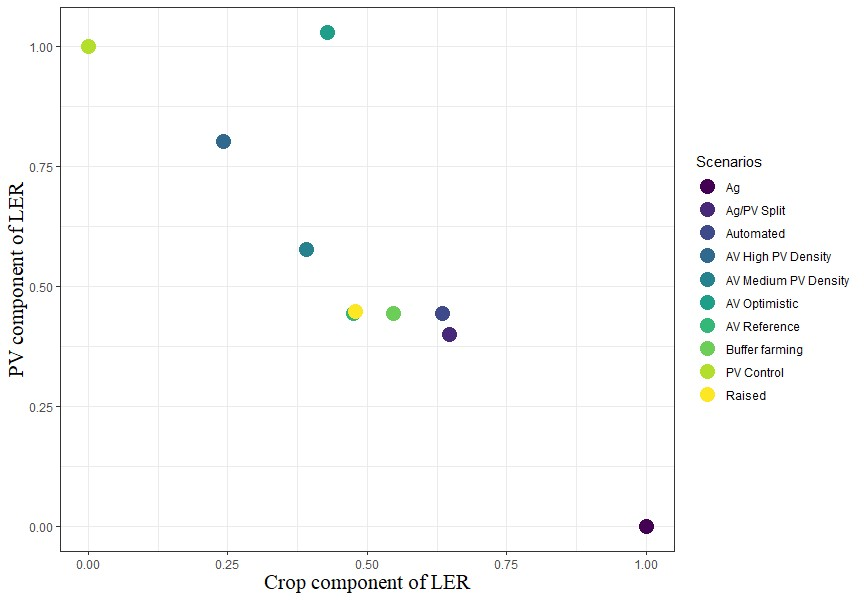 1.00
0.75
0.50
0.25
0.00
PV component of LER
0.00 0.25 0.50 0.75 1.00
Crop component of LER
Scenarios
Ag
Ag/PV Split
Automated
AV High PV Density
AV Medium PV Density
AV Optimistic
AV Reference
Buffer farming
PV Control
Raised